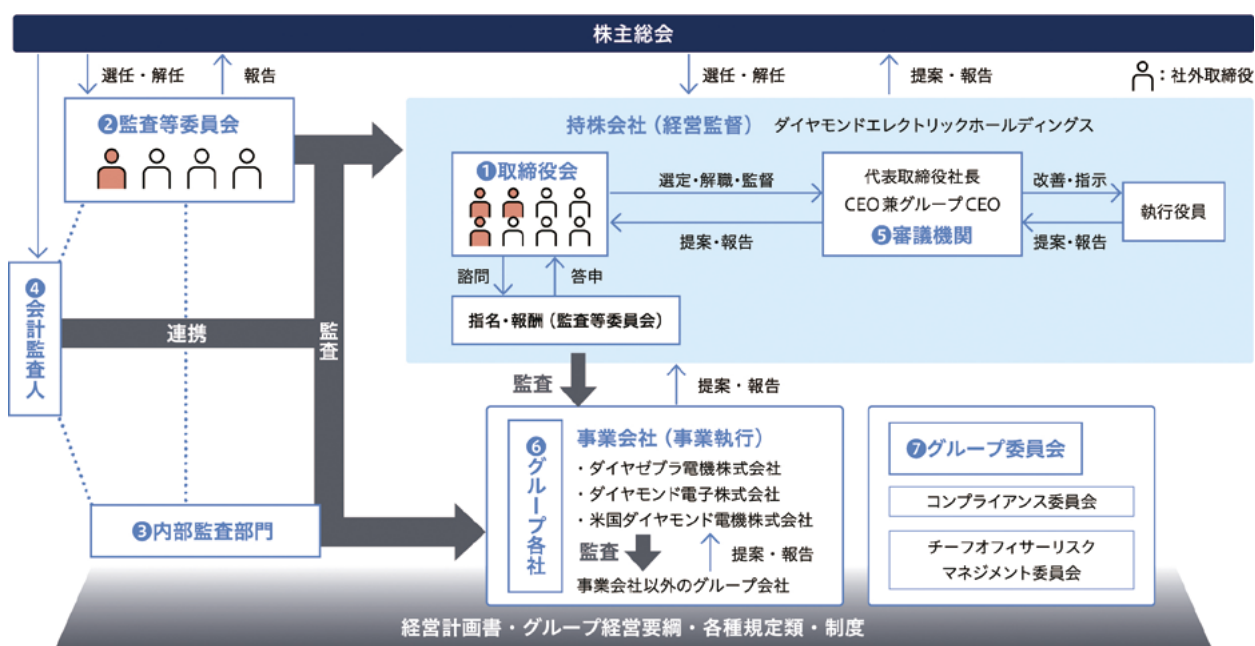 株主総会
選任・解任
報告
選任・解任
提案・報告
：社外取締役
❷監査等委員会
持株会社（経営監督） ダイヤモンドエレクトリックホールディングス
❶取締役会
選定・解職・監督
提案・報告
代表取締役社長
CEO兼グループCEO
❺審議機関
改善・指示
提案・報告
執行役員
諮問
答申
指名・報酬（監査等委員会）
❹会計監査人
連携
監査
監査
提案・報告
❸内部監査部門
❻グループ各社
事業会社（事業執行）
・ダイヤゼブラ電機株式会社
・ダイヤモンド電子株式会社
・米国ダイヤモンド電機株式会社
監査
提案・報告
事業会社以外のグループ会社
❼グループ委員会
コンプライアンス委員会
チーフオフィサーリスク
マネジメント委員会
経営計画書・グループ経営要綱・各種規定類・制度